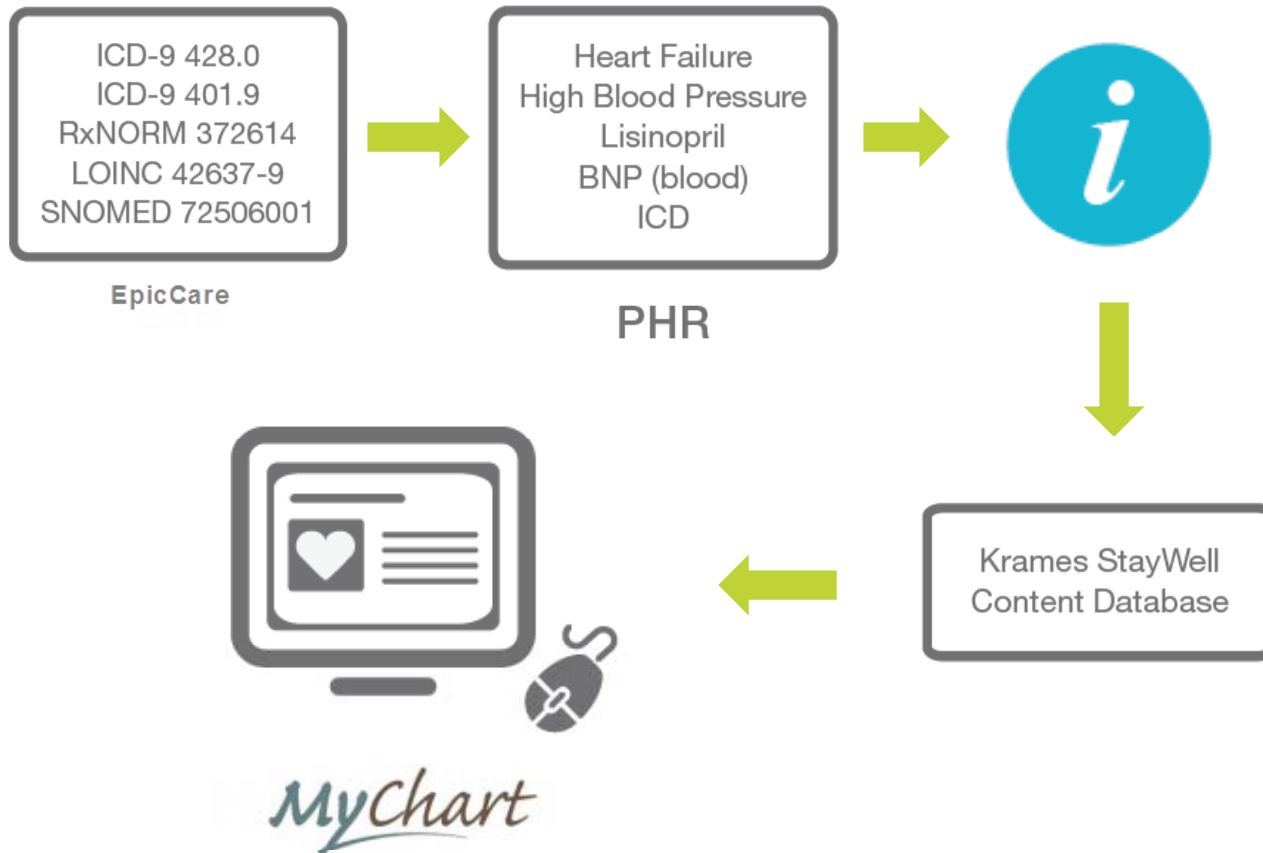 ICD-9 428.0
ICD-9 401.9
RxNORM 372614
LOINC 42637-9
SNOMED 72506001
EpicCare
Heart Failure
High Blood Pressure
Lisinopril
BNP (blood)
ICD
PHR
i
Krames StayWell
Content Database
MyChart